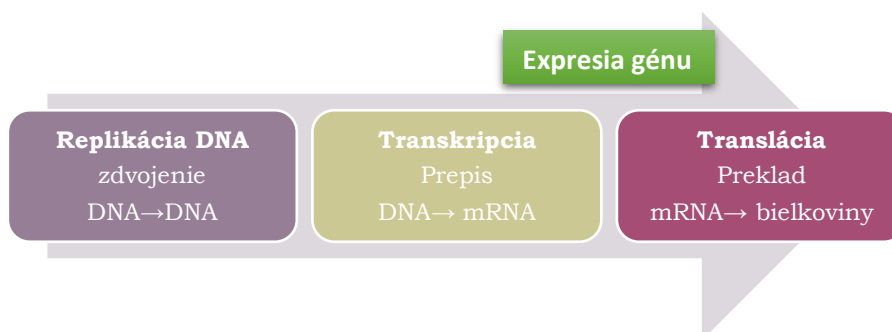 Expresia génu
Replikácia DNA
zdvojenie
DNA→DNA
Transkripcia
Prepis
DNA→ mRNA
Translácia
Preklad
mRNA→ bielkoviny